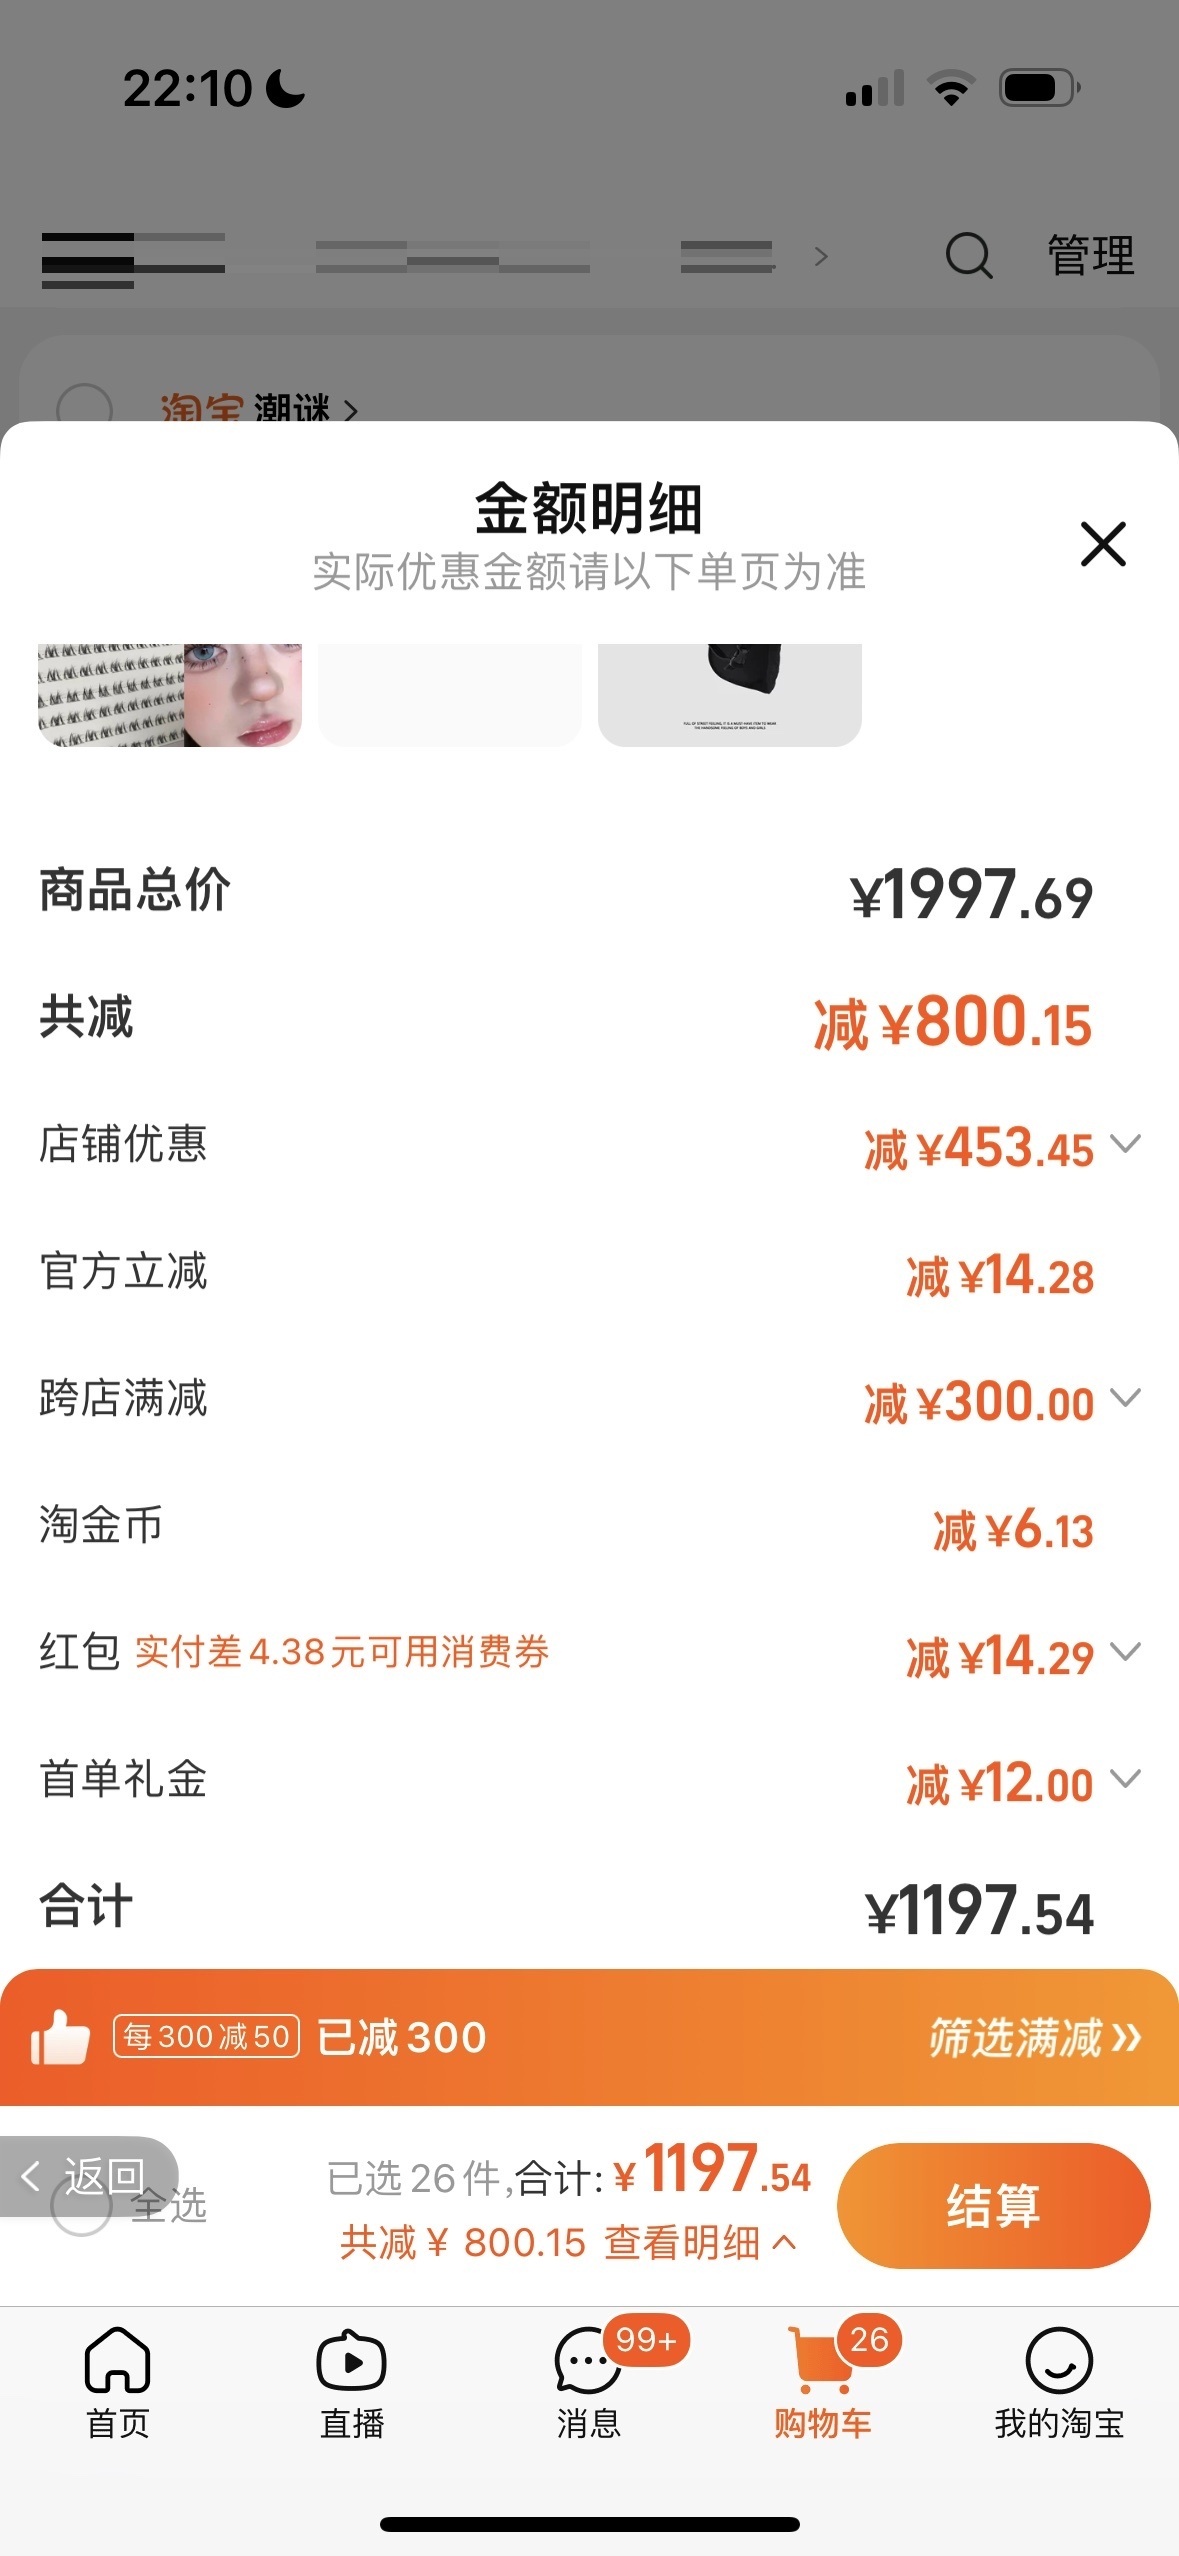 22:10
管理
淘宝 潮谜 >
金额明细
实际优惠金额请以下单页为准
商品总价 ¥1997.69
共减 减¥800.15
店铺优惠 减¥453.45
官方立减 减¥14.28
跨店满减 减¥300.00
淘金币 减¥6.13
红包 实付差4.38元可用消费券 减¥14.29
首单礼金 减¥12.00
合计 ¥1197.54
每300减50 已减300 筛选满减»
返回
全选
已选26件,合计:¥1197.54
共减¥ 800.15 查看明细
结算
99+
26
首页 直播 消息 购物车 我的淘宝